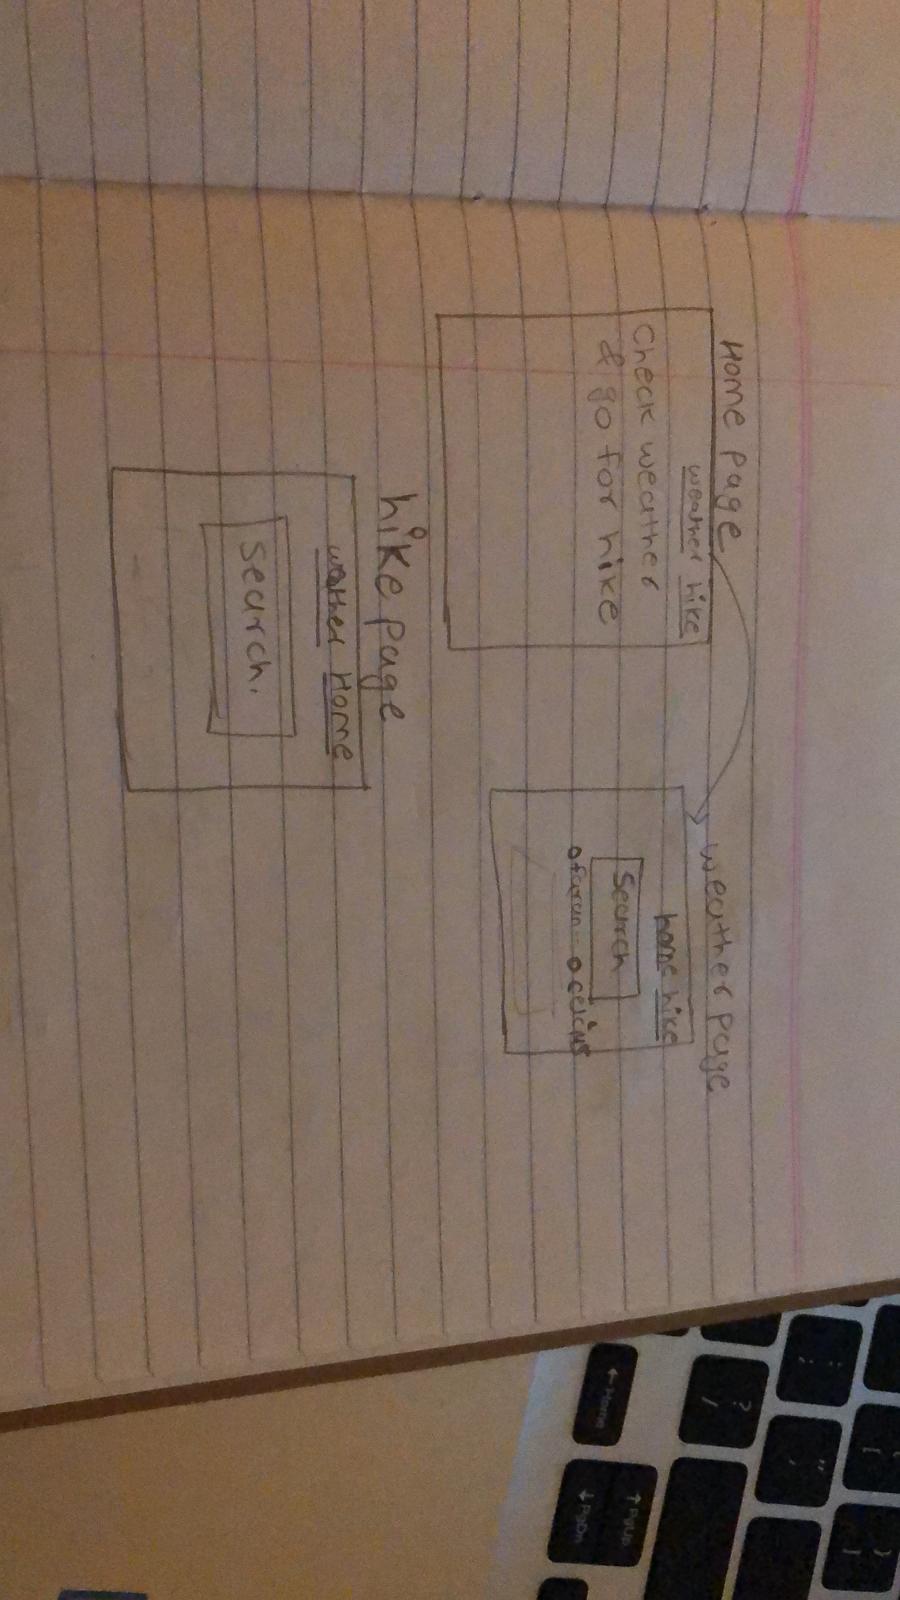 Home page
weather hike
Check weather
& go for hike
weather page
home hike
Search
faran celcius
hike page
weather Home
search.
? /
" '
: ;
← Home
↑ PgUp
↓ PgDn